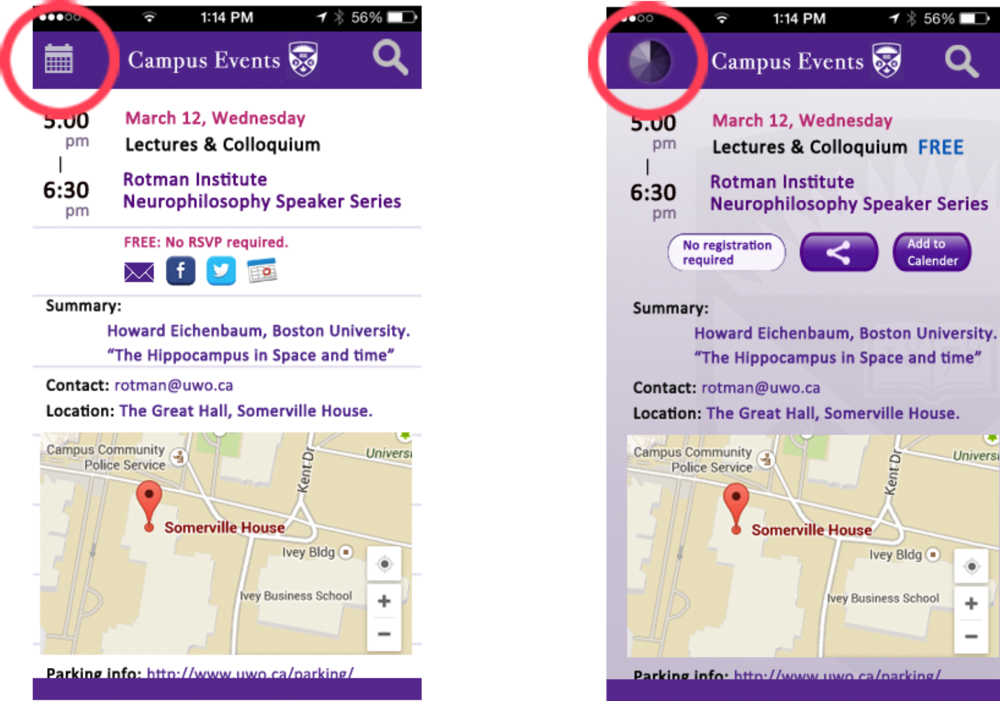 1:14 PM
56%
Campus Events
5:00
pm
March 12, Wednesday
Lectures & Colloquium
6:30
pm
Rotman Institute
Neurophilosophy Speaker Series
FREE: No RSVP required.
f
Summary:
Howard Eichenbaum, Boston University.
“The Hippocampus in Space and time”
Contact: rotman@uwo.ca
Location: The Great Hall, Somerville House.
Campus Community
Police Service
Kent Dr
Universi
Somerville House
Ivey Bldg
Ivey Business School
+
−
Parking info: http://www.uwo.ca/parking/
1:14 PM
56%
Campus Events
5:00
pm
March 12, Wednesday
Lectures & Colloquium FREE
6:30
pm
Rotman Institute
Neurophilosophy Speaker Series
No registration
required
Add to
Calender
Summary:
Howard Eichenbaum, Boston University.
“The Hippocampus in Space and time”
Contact: rotman@uwo.ca
Location: The Great Hall, Somerville House.
Campus Community
Police Service
Kent Dr
Universi
Somerville House
Ivey Bldg
Ivey Business School
+
−
Parking info: http://www.uwo.ca/parking/